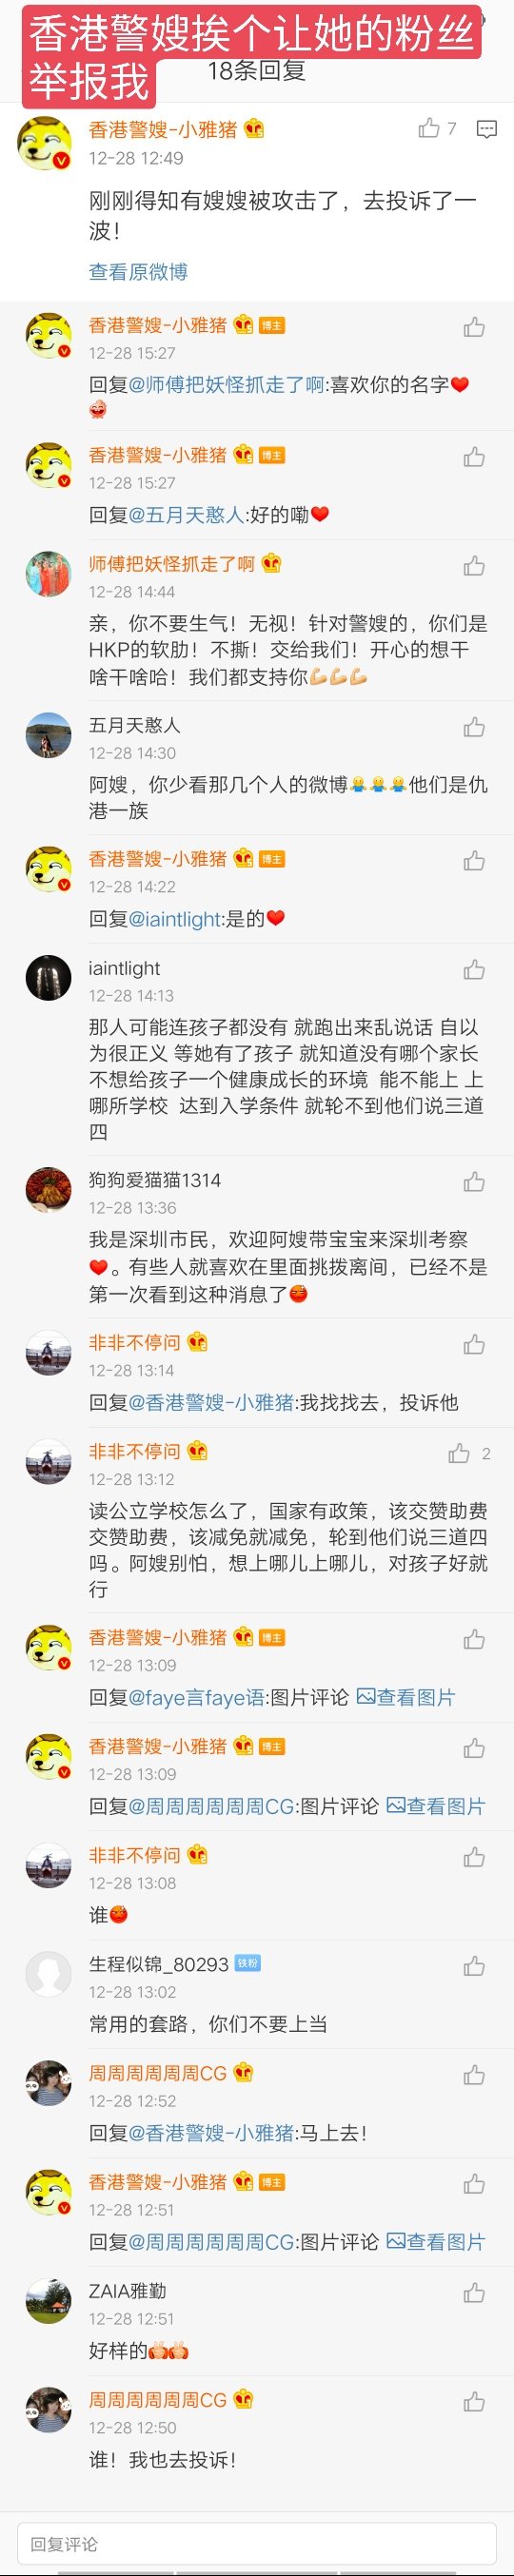 香港警嫂挨个让她的粉丝
举报我
18条回复
香港警嫂-小雅猪
7
12-28 12:49
刚刚得知有嫂嫂被攻击了，去投诉了一
波！
查看原微博
香港警嫂-小雅猪 博主
12-28 15:27
回复@师傅把妖怪抓走了啊:喜欢你的名字
香港警嫂-小雅猪 博主
12-28 15:27
回复@五月天憨人:好的嘞
师傅把妖怪抓走了啊
12-28 14:44
亲，你不要生气！无视！针对警嫂的，你们是
HKP的软肋！不撕！交给我们！开心的想干
啥干啥哈！我们都支持你
五月天憨人
12-28 14:30
阿嫂，你少看那几个人的微博他们是仇
港一族
香港警嫂-小雅猪 博主
12-28 14:22
回复@iaintlight:是的
iaintlight
12-28 14:13
那人可能连孩子都没有 就跑出来乱说话 自以
为很正义 等她有了孩子 就知道没有哪个家长
不想给孩子一个健康成长的环境 能不能上 上
哪所学校 达到入学条件 就轮不到他们说三道
四
狗狗爱猫猫1314
12-28 13:36
我是深圳市民，欢迎阿嫂带宝宝来深圳考察
。有些人就喜欢在里面挑拨离间，已经不是
第一次看到这种消息了
非非不停问
12-28 13:14
回复@香港警嫂-小雅猪:我找找去，投诉他
非非不停问
2
12-28 13:12
读公立学校怎么了，国家有政策，该交赞助费
交赞助费，该减免就减免，轮到他们说三道四
吗。阿嫂别怕，想上哪儿上哪儿，对孩子好就
行
香港警嫂-小雅猪 博主
12-28 13:09
回复@faye言faye语:图片评论 查看图片
香港警嫂-小雅猪 博主
12-28 13:09
回复@周周周周周周CG:图片评论 查看图片
非非不停问
12-28 13:08
谁
生程似锦_80293 铁粉
12-28 13:02
常用的套路，你们不要上当
周周周周周周CG
12-28 12:52
回复@香港警嫂-小雅猪:马上去！
香港警嫂-小雅猪 博主
12-28 12:51
回复@周周周周周周CG:图片评论 查看图片
ZAIA雅勤
12-28 12:51
好样的
周周周周周周CG
12-28 12:50
谁！我也去投诉！
回复评论